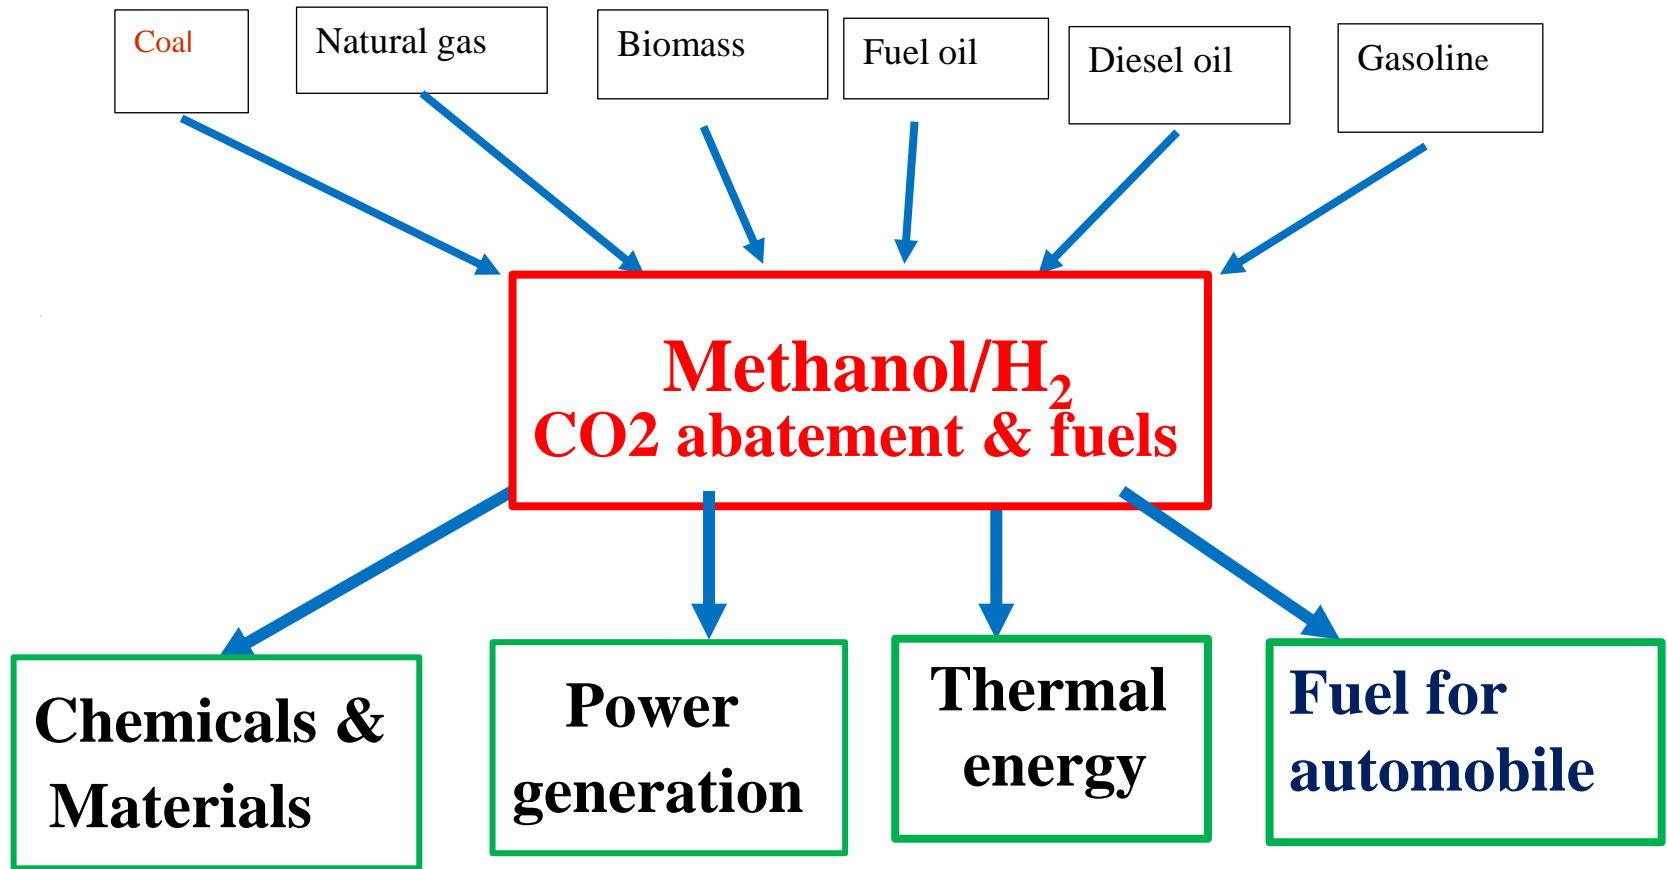 Coal
Natural gas
Biomass
Fuel oil
Diesel oil
Gasoline
Methanol/H₂
CO2 abatement & fuels
Chemicals &
Materials
Power
generation
Thermal
energy
Fuel for
automobile